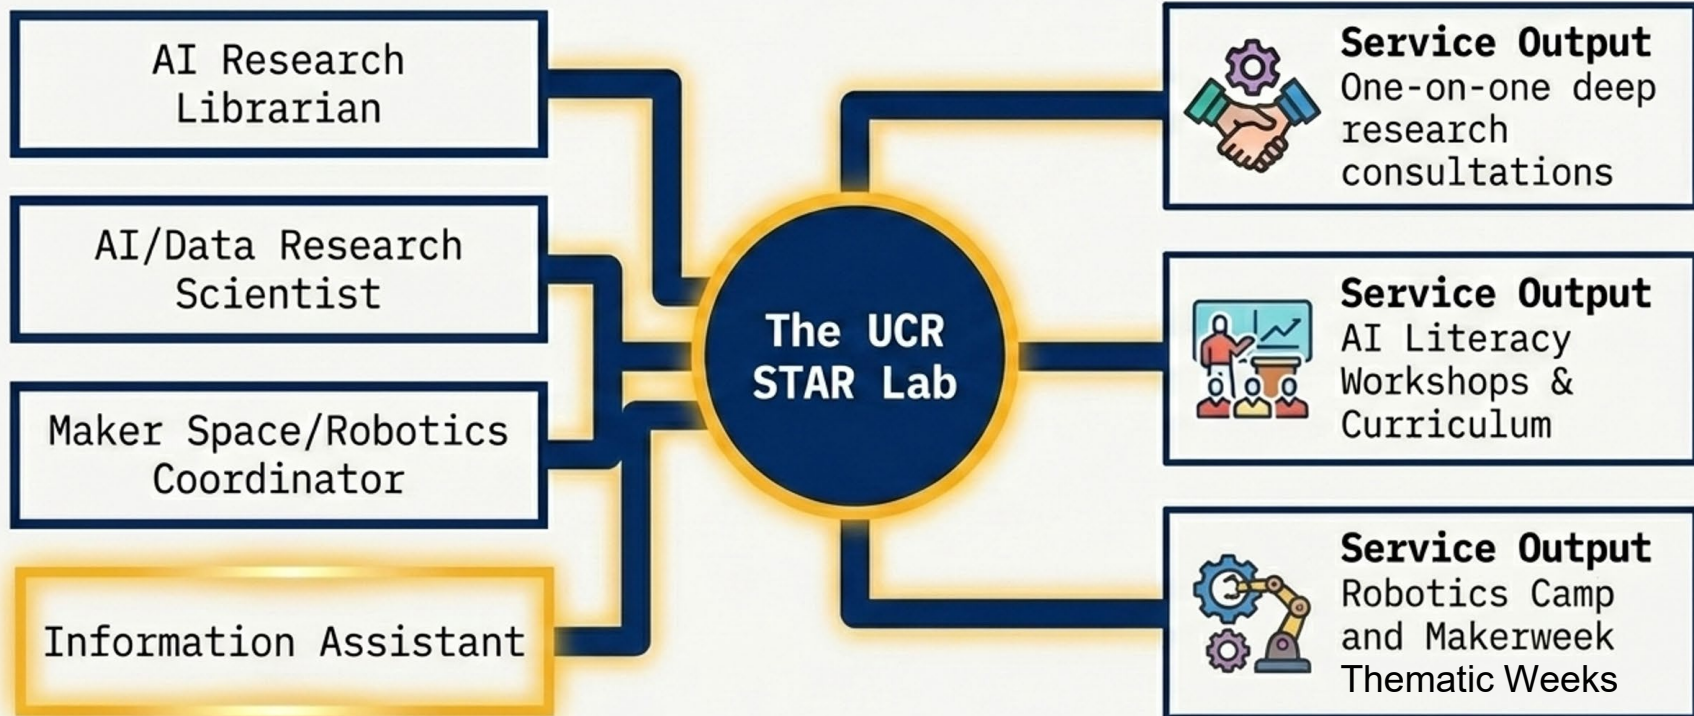 AI Research
Librarian
AI/Data Research
Scientist
Maker Space/Robotics
Coordinator
Information Assistant
The UCR
STAR Lab
Service Output
One-on-one deep
research
consultations
Service Output
AI Literacy
Workshops &
Curriculum
Service Output
Robotics Camp
and Makerweek
Thematic Weeks